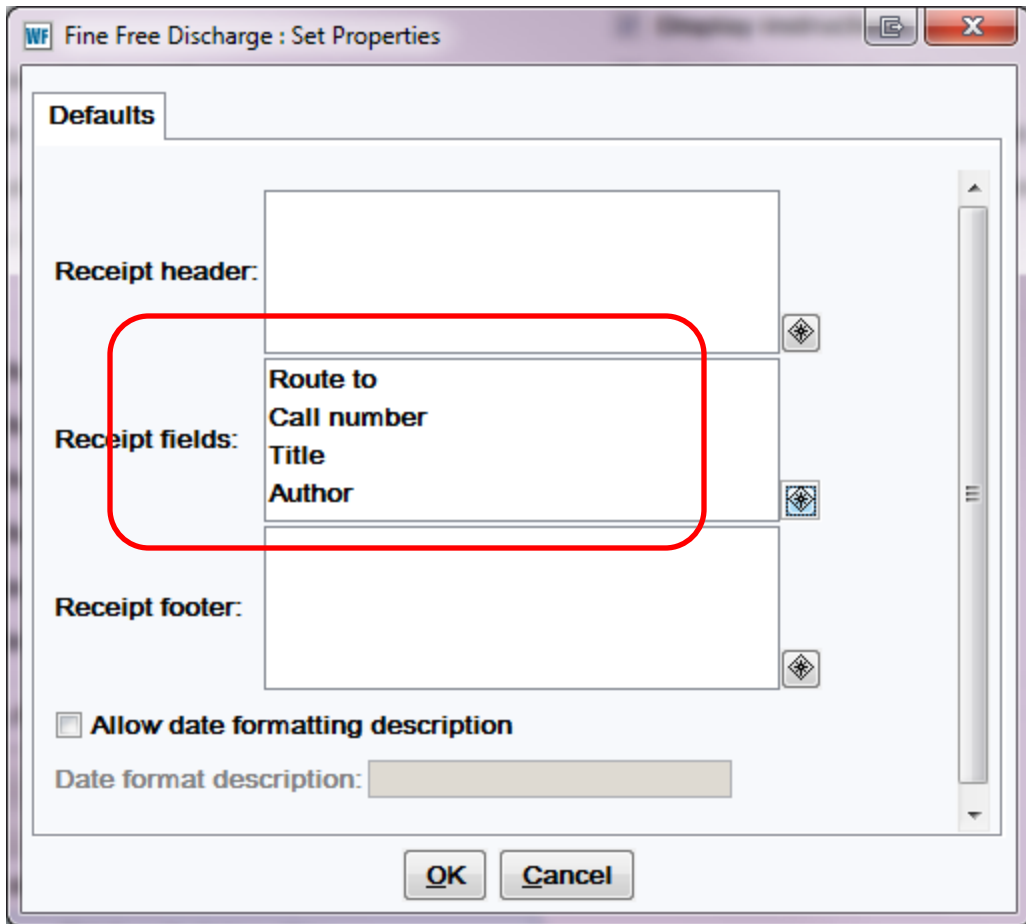 WF Fine Free Discharge : Set Properties
Defaults
Receipt header:
Receipt fields:
Route to
Call number
Title
Author
Receipt footer:
Allow date formatting description
Date format description:
OK Cancel